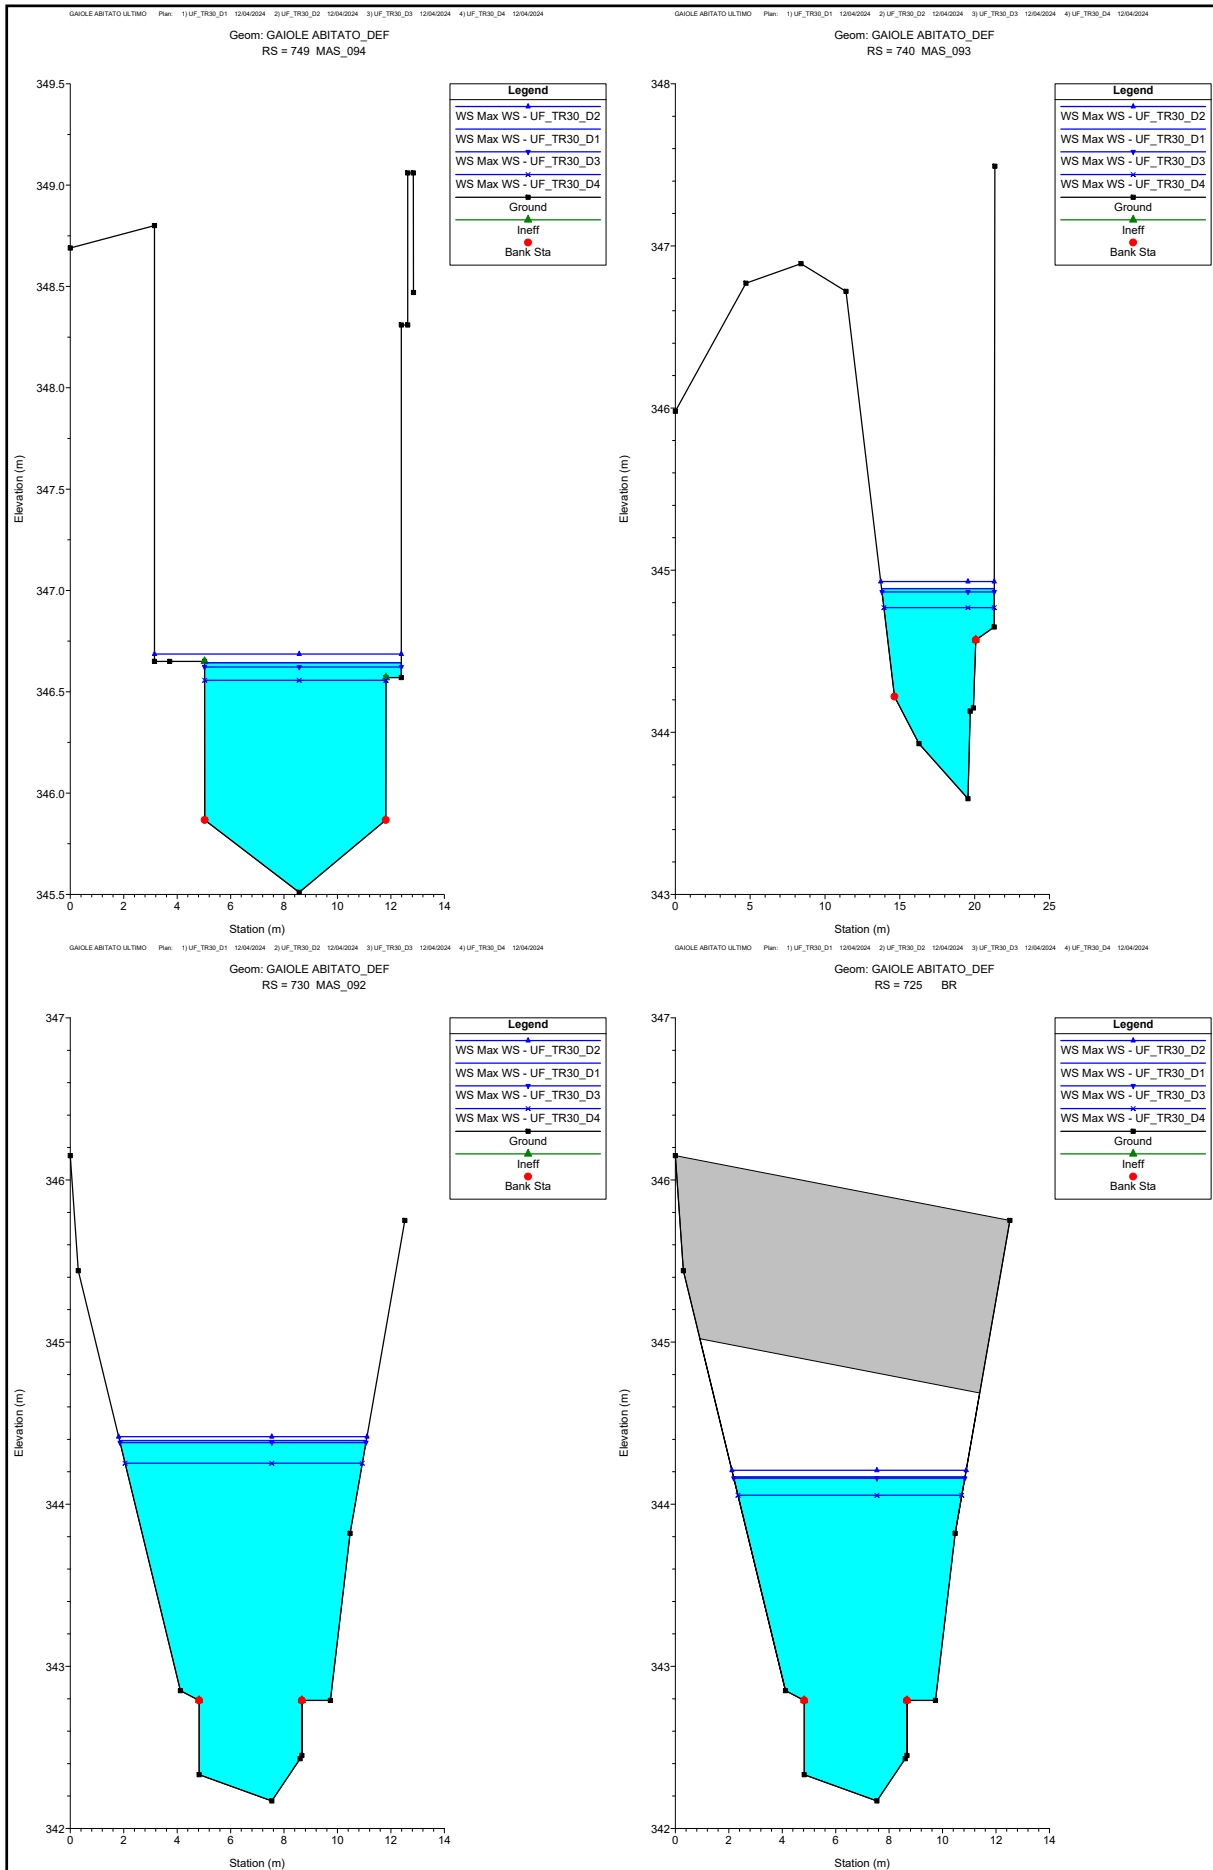 GAIOLE ABITATO ULTIMO Plan: 1) UF_TR30_D1 12/04/2024 2) UF_TR30_D2 12/04/2024 3) UF_TR30_D3 12/04/2024 4) UF_TR30_D4 12/04/2024
Geom: GAIOLE ABITATO_DEF
RS = 749 MAS_094
349.5
349.0
348.5
348.0
347.5
347.0
346.5
346.0
345.5
Elevation (m)
0 2 4 6 8 10 12 14
Station (m)
Legend
WS Max WS - UF_TR30_D2
WS Max WS - UF_TR30_D1
WS Max WS - UF_TR30_D3
WS Max WS - UF_TR30_D4
Ground
Ineff
Bank Sta
GAIOLE ABITATO ULTIMO Plan: 1) UF_TR30_D1 12/04/2024 2) UF_TR30_D2 12/04/2024 3) UF_TR30_D3 12/04/2024 4) UF_TR30_D4 12/04/2024
Geom: GAIOLE ABITATO_DEF
RS = 740 MAS_093
348
347
346
345
344
343
Elevation (m)
0 5 10 15 20 25
Station (m)
Legend
WS Max WS - UF_TR30_D2
WS Max WS - UF_TR30_D1
WS Max WS - UF_TR30_D3
WS Max WS - UF_TR30_D4
Ground
Ineff
Bank Sta
GAIOLE ABITATO ULTIMO Plan: 1) UF_TR30_D1 12/04/2024 2) UF_TR30_D2 12/04/2024 3) UF_TR30_D3 12/04/2024 4) UF_TR30_D4 12/04/2024
Geom: GAIOLE ABITATO_DEF
RS = 730 MAS_092
347
346
345
344
343
342
Elevation (m)
0 2 4 6 8 10 12 14
Station (m)
Legend
WS Max WS - UF_TR30_D2
WS Max WS - UF_TR30_D1
WS Max WS - UF_TR30_D3
WS Max WS - UF_TR30_D4
Ground
Ineff
Bank Sta
GAIOLE ABITATO ULTIMO Plan: 1) UF_TR30_D1 12/04/2024 2) UF_TR30_D2 12/04/2024 3) UF_TR30_D3 12/04/2024 4) UF_TR30_D4 12/04/2024
Geom: GAIOLE ABITATO_DEF
RS = 725 BR
347
346
345
344
343
342
Elevation (m)
0 2 4 6 8 10 12 14
Station (m)
Legend
WS Max WS - UF_TR30_D2
WS Max WS - UF_TR30_D1
WS Max WS - UF_TR30_D3
WS Max WS - UF_TR30_D4
Ground
Ineff
Bank Sta